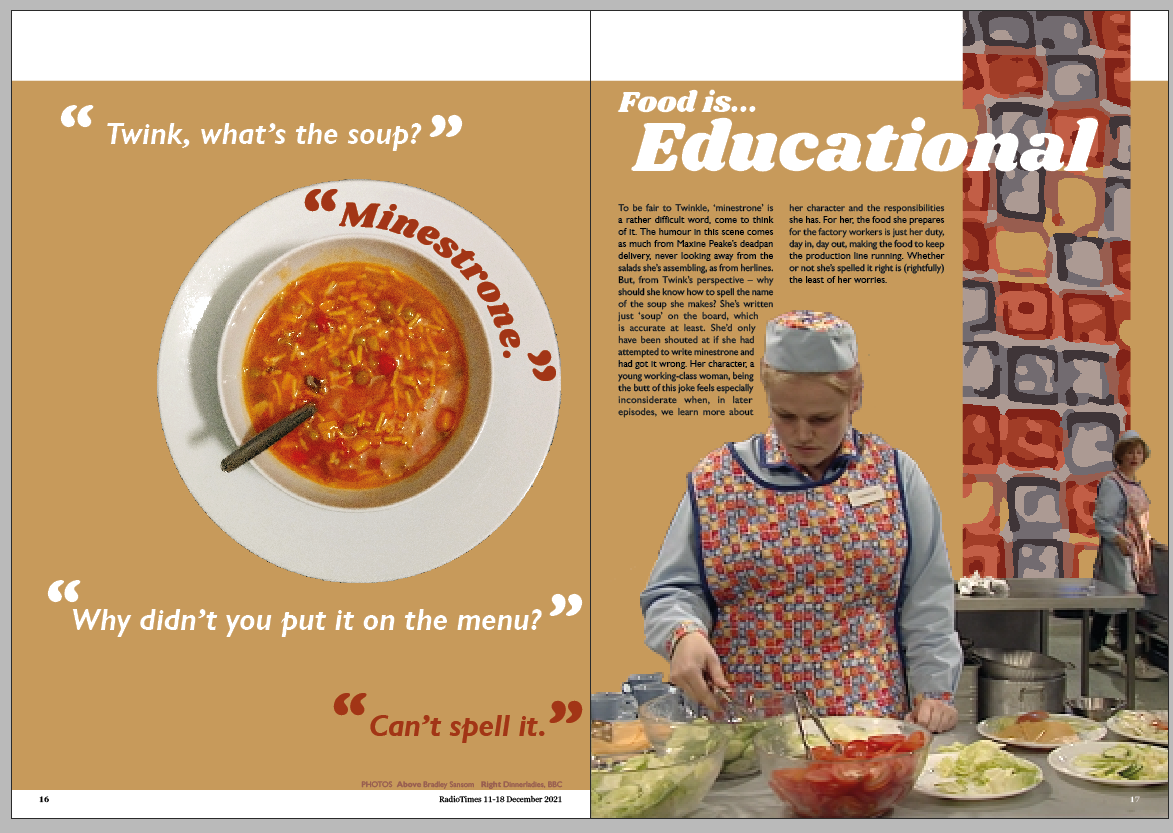 “Twink, what’s the soup?”
“Minestrone.”
“Why didn’t you put it on the menu?”
“Can’t spell it.”
PHOTOS Above Bradley Sansom Right Dinnerladies, BBC
16
RadioTimes 11-18 December 2021
Food is...
Educational
To be fair to Twinkle, ‘minestrone’ is
a rather difficult word, come to think
of it. The humour in this scene comes
as much from Maxine Peake’s deadpan
delivery, never looking away from the
salads she’s assembling, as from herlines.
But, from Twink’s perspective – why
should she know how to spell the name
of the soup she makes? She’s written
just ‘soup’ on the board, which
is accurate at least. She’d only
have been shouted at if she had
attempted to write minestrone and
had got it wrong. Her character, a
young working-class woman, being
the butt of this joke feels especially
inconsiderate when, in later
episodes, we learn more about
her character and the responsibilities
she has. For her, the food she prepares
for the factory workers is just her duty,
day in, day out, making the food to keep
the production line running. Whether
or not she’s spelled it right is (rightfully)
the least of her worries.
17